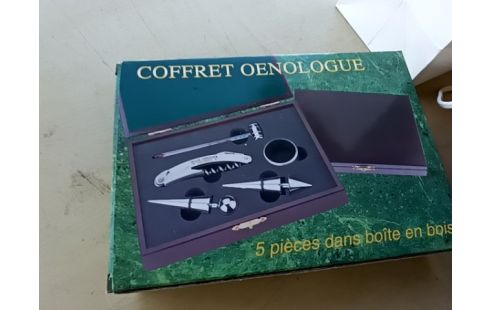 COFFRET OENOLOGUE
5 pièces dans boîte en bois